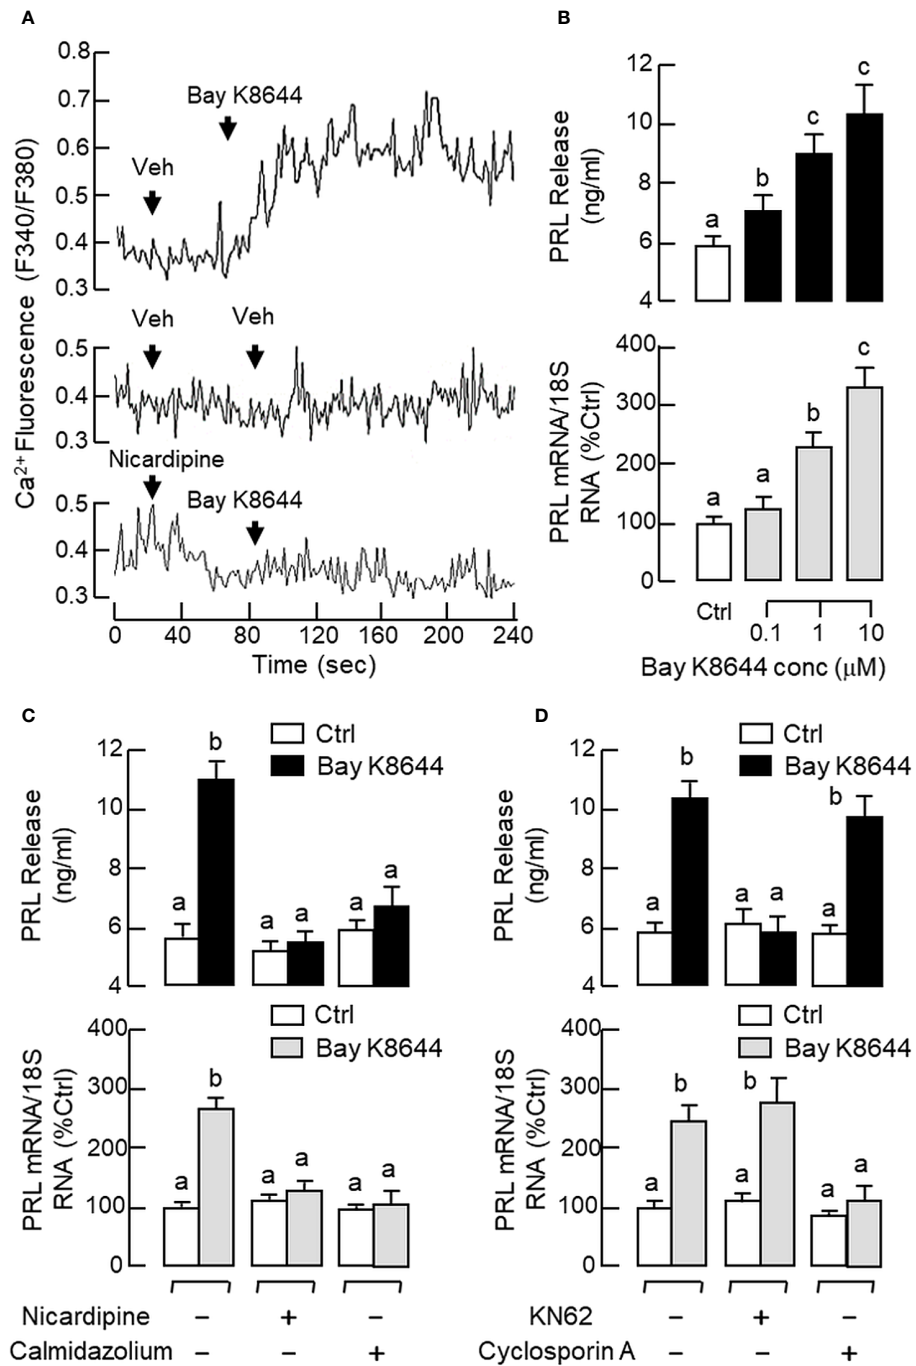 A
Ca2+ Fluorescence (F340/F380)
0.8
0.7
0.6
0.5
0.4
0.3
Veh
Bay K8644
0.5
0.4
0.3
Veh
Veh
0.5
0.4
0.3
Nicardipine
Bay K8644
0 40 80 120 160 200 240
Time (sec)
B
PRL Release
(ng/ml)
12
10
8
6
4
a b c c
PRL mRNA/18S
RNA (%Ctrl)
400
300
200
100
0
a a b c
Ctrl 0.1 1 10
Bay K8644 conc (μM)
C
Ctrl
Bay K8644
PRL Release
(ng/ml)
12
10
8
6
4
a b a a a a
Ctrl
Bay K8644
PRL mRNA/18S
RNA (%Ctrl)
400
300
200
100
0
a b a a a a
Nicardipine – + –
Calmidazolium – – +
D
Ctrl
Bay K8644
PRL Release
(ng/ml)
12
10
8
6
4
a b a a a b
Ctrl
Bay K8644
PRL mRNA/18S
RNA (%Ctrl)
400
300
200
100
0
a b a b a a
KN62 – + –
Cyclosporin A – – +